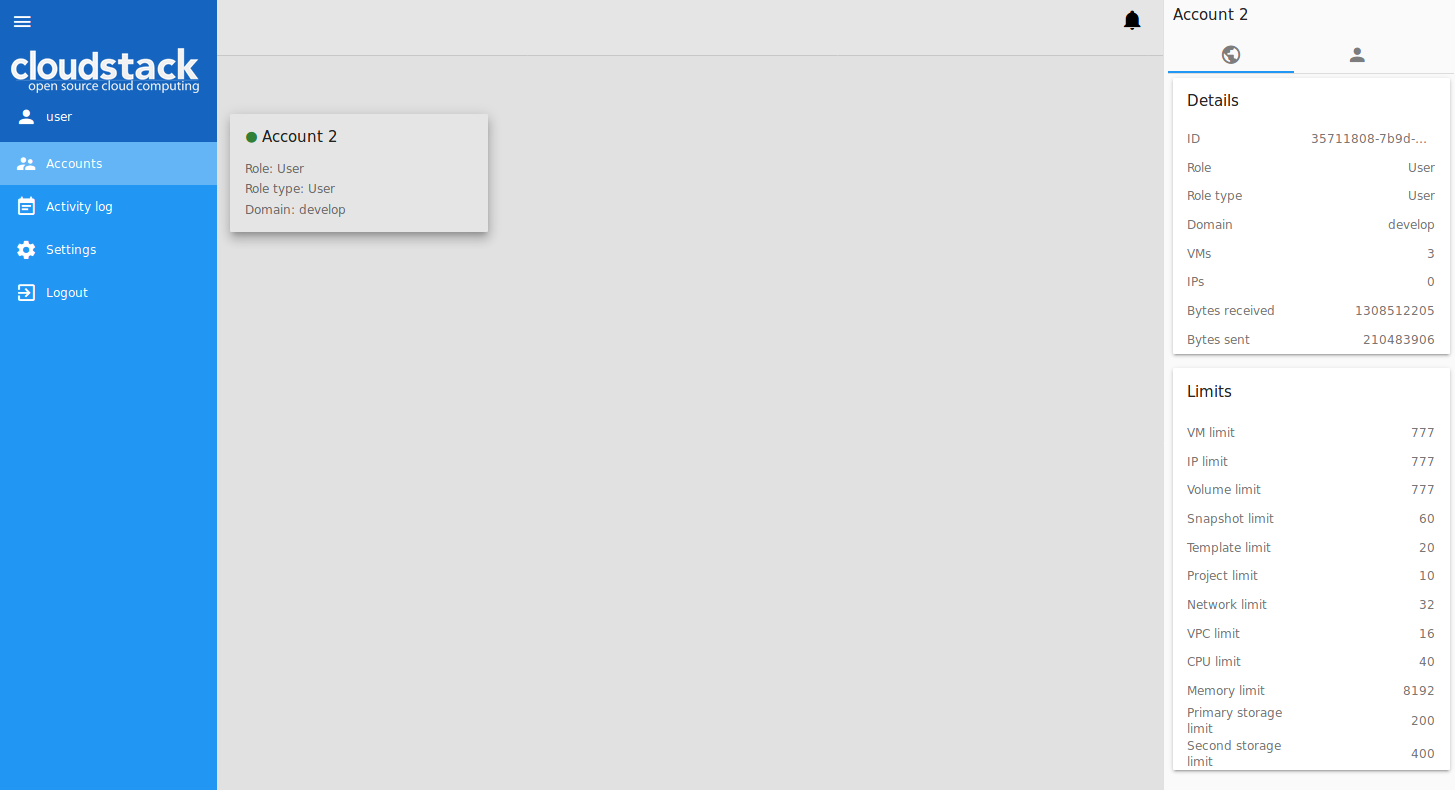 cloudstack
open source cloud computing
user
Accounts
Activity log
Settings
Logout
Account 2
Role: User
Role type: User
Domain: develop
Account 2
Details
ID 35711808-7b9d-...
Role User
Role type User
Domain develop
VMs 3
IPs 0
Bytes received 1308512205
Bytes sent 210483906
Limits
VM limit 777
IP limit 777
Volume limit 777
Snapshot limit 60
Template limit 20
Project limit 10
Network limit 32
VPC limit 16
CPU limit 40
Memory limit 8192
Primary storage
limit 200
Second storage
limit 400